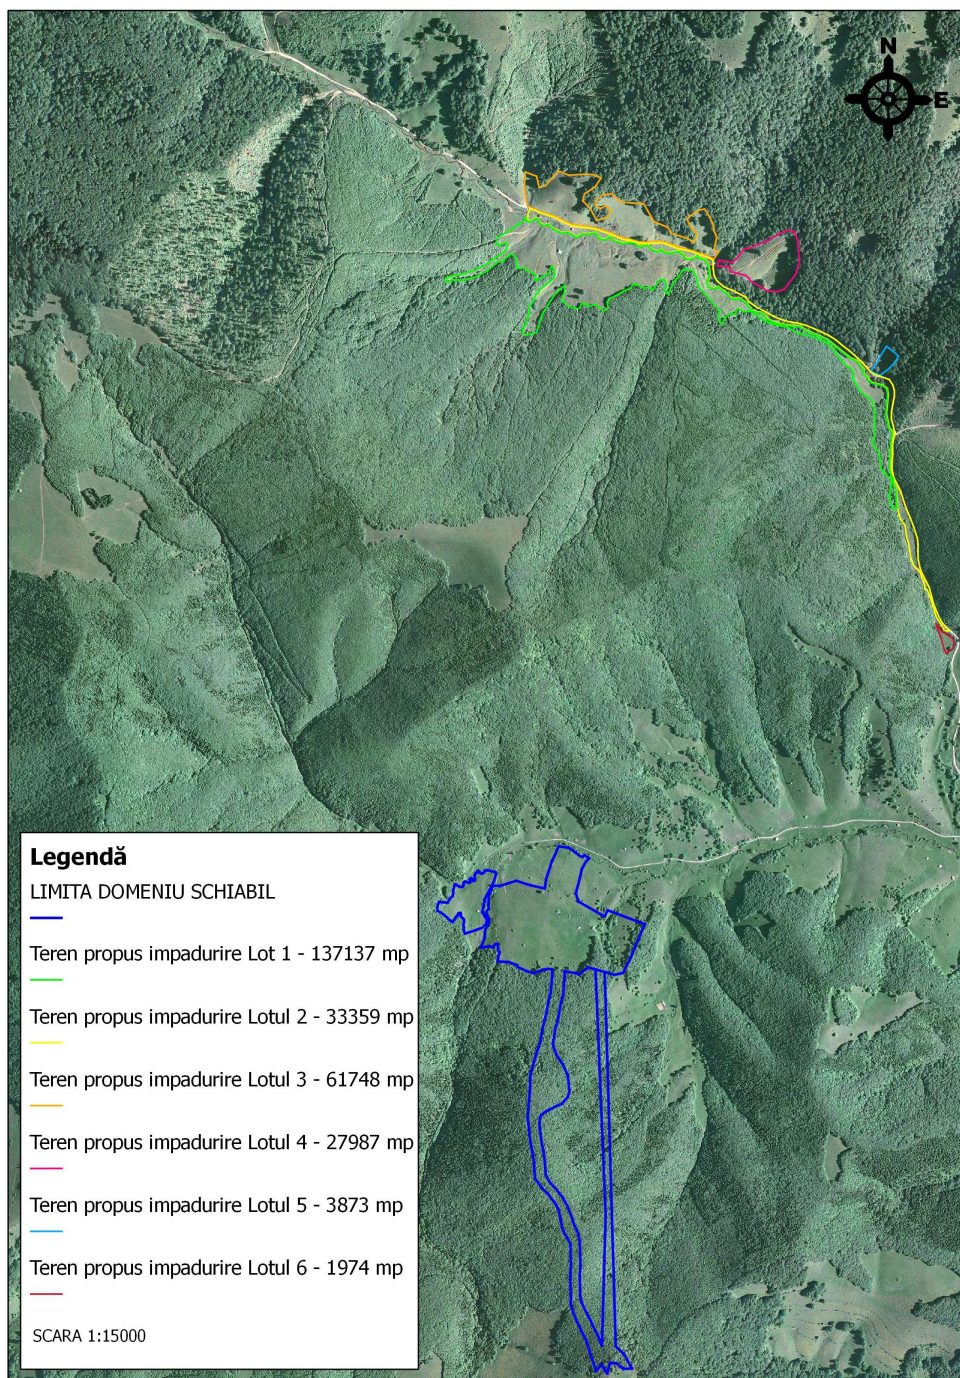 N
E
Legendă
LIMITA DOMENIU SCHIABIL
Teren propus impadurire Lot 1 - 137137 mp
Teren propus impadurire Lotul 2 - 33359 mp
Teren propus impadurire Lotul 3 - 61748 mp
Teren propus impadurire Lotul 4 - 27987 mp
Teren propus impadurire Lotul 5 - 3873 mp
Teren propus impadurire Lotul 6 - 1974 mp
SCARA 1:15000